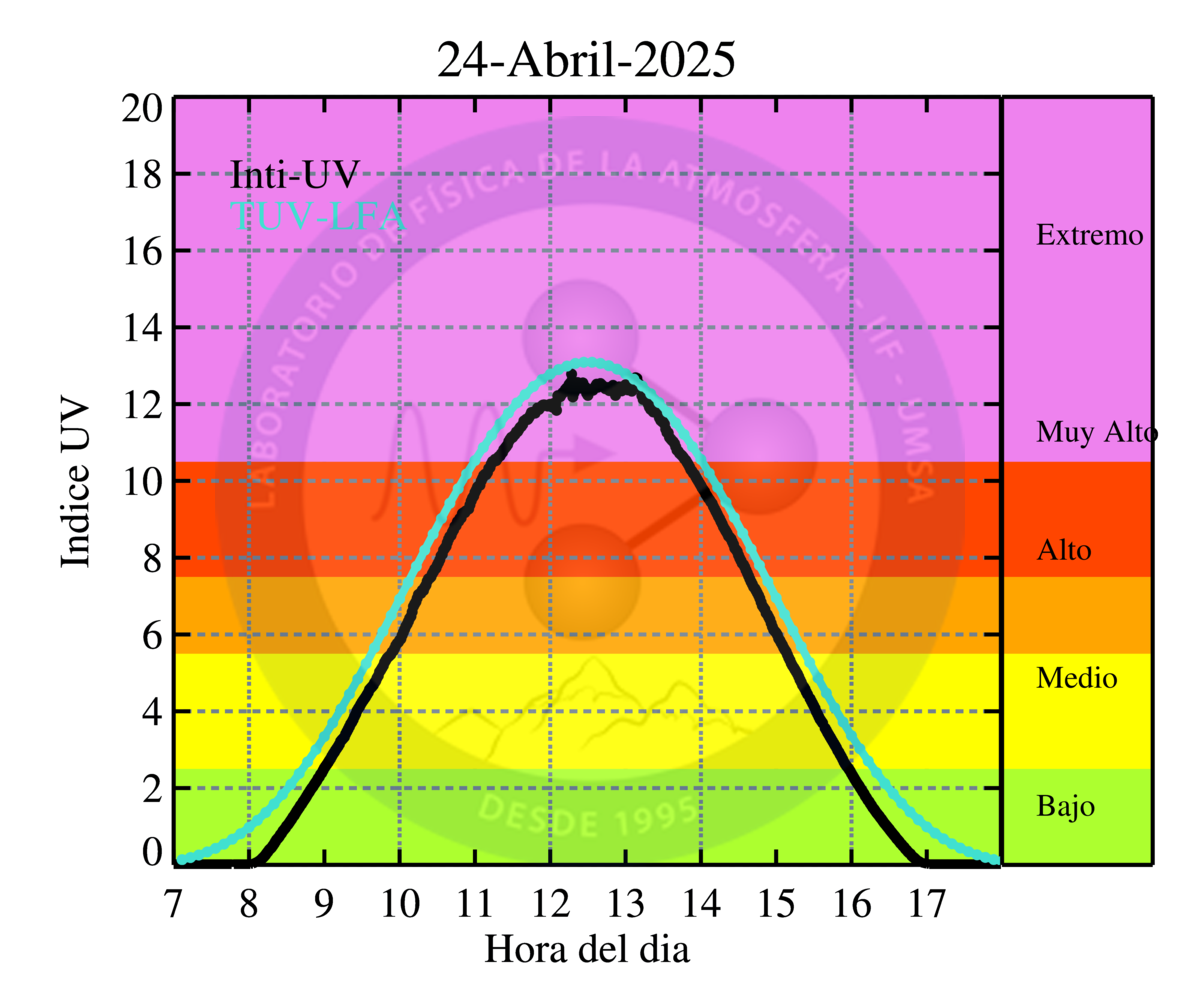 24-Abril-2025
Indice UV
20
18
16
14
12
10
8
6
4
2
0
Inti-UV
TUV-LFA
LABORATORIO DE FÍSICA DE LA ATMÓSFERA - IIF - UMSA
DESDE 1995
Extremo
Muy Alto
Alto
Medio
Bajo
7 8 9 10 11 12 13 14 15 16 17
Hora del dia